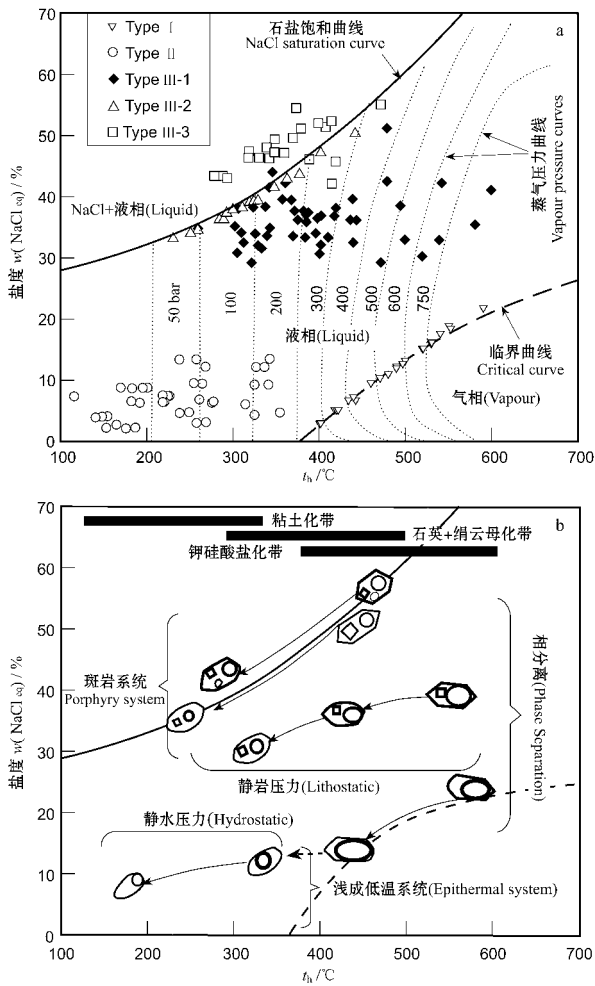 70
60
50
40
30
20
10
0
盐度 w( NaCl eq) / %
Type I
Type II
Type III-1
Type III-2
Type III-3
石盐饱和曲线
NaCl saturation curve
a
蒸气压力曲线
Vapour pressure curves
NaCl+液相(Liquid)
50 bar
100
200
300
400
500
600
750
液相(Liquid)
临界曲线
Critical curve
气相(Vapour)
100
200
300
400
500
600
700
th /℃
70
60
50
40
30
20
10
0
盐度 w( NaCl eq) / %
b
粘土化带
石英+绢云母化带
钾硅酸盐化带
斑岩系统
Porphyry system
相分离(Phase Separation)
静岩压力(Lithostatic)
静水压力(Hydrostatic)
浅成低温系统(Epithermal system)
100
200
300
400
500
600
700
th /℃